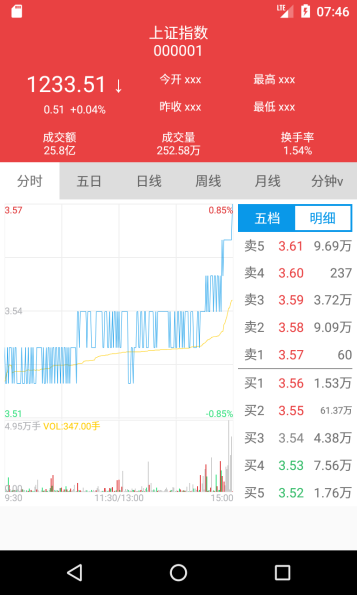 LTE 07:46
上证指数
000001
1233.51 ↓
今开 xxx 最高 xxx
0.51 +0.04%
昨收 xxx 最低 xxx
成交额 成交量 换手率
25.8亿 252.58万 1.54%
分时 五日 日线 周线 月线 分钟v
3.57 0.85%
五档 明细
卖5 3.61 9.69万
卖4 3.60 237
卖3 3.59 3.72万
3.54
卖2 3.58 9.09万
卖1 3.57 60
买1 3.56 1.53万
买2 3.55 61.37万
3.51 -0.85%
4.95万手 VOL:347.00手
买3 3.54 4.38万
买4 3.53 7.56万
买5 3.52 1.76万
0.00
9:30 11:30/13:00 15:00